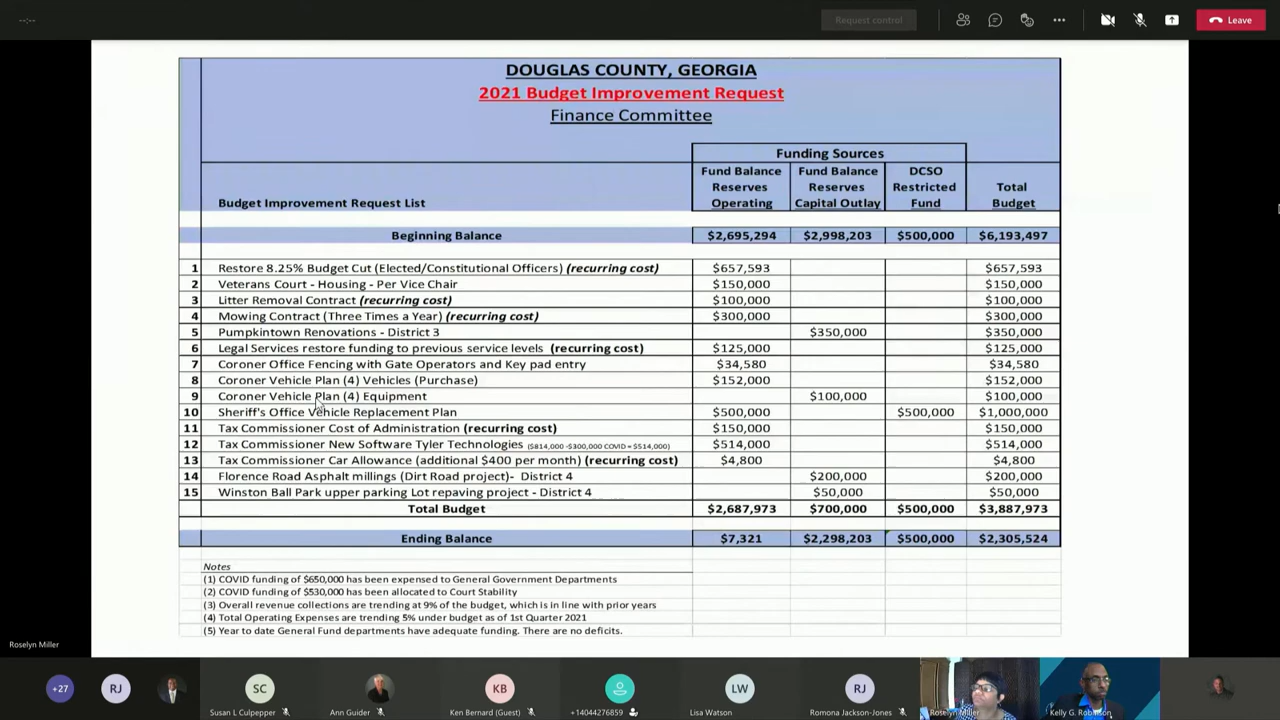 --:--
Request control
Leave
DOUGLAS COUNTY, GEORGIA
2021 Budget Improvement Request
Finance Committee
Funding Sources
Budget Improvement Request List
Fund Balance Reserves Operating
Fund Balance Reserves Capital Outlay
DCSO Restricted Fund
Total Budget
Beginning Balance $2,695,294 $2,998,203 $500,000 $6,193,497
1 Restore 8.25% Budget Cut (Elected/Constitutional Officers) (recurring cost) $657,593 $657,593
2 Veterans Court - Housing - Per Vice Chair $150,000 $150,000
3 Litter Removal Contract (recurring cost) $100,000 $100,000
4 Mowing Contract (Three Times a Year) (recurring cost) $300,000 $300,000
5 Pumpkintown Renovations - District 3 $350,000 $350,000
6 Legal Services restore funding to previous service levels (recurring cost) $125,000 $125,000
7 Coroner Office Fencing with Gate Operators and Key pad entry $34,580 $34,580
8 Coroner Vehicle Plan (4) Vehicles (Purchase) $152,000 $152,000
9 Coroner Vehicle Plan (4) Equipment $100,000 $100,000
10 Sheriff's Office Vehicle Replacement Plan $500,000 $500,000 $1,000,000
11 Tax Commissioner Cost of Administration (recurring cost) $150,000 $150,000
12 Tax Commissioner New Software Tyler Technologies ($814,000 -$300,000 COVID = $514,000) $514,000 $514,000
13 Tax Commissioner Car Allowance (additional $400 per month) (recurring cost) $4,800 $4,800
14 Florence Road Asphalt millings (Dirt Road project)- District 4 $200,000 $200,000
15 Winston Ball Park upper parking Lot repaving project - District 4 $50,000 $50,000
Total Budget $2,687,973 $700,000 $500,000 $3,887,973
Ending Balance $7,321 $2,298,203 $500,000 $2,305,524
Notes
(1) COVID funding of $650,000 has been expensed to General Government Departments
(2) COVID funding of $530,000 has been allocated to Court Stability
(3) Overall revenue collections are trending at 9% of the budget, which is in line with prior years
(4) Total Operating Expenses are trending 5% under budget as of 1st Quarter 2021
(5) Year to date General Fund departments have adequate funding. There are no deficits.
Roselyn Miller
+27
RJ
SC
KB
LW
RJ
Susan L Culpepper
Ann Guider
Ken Bernard (Guest)
+14044276859
Lisa Watson
Romona Jackson-Jones
Roselyn Miller
Kelly G. Robinson